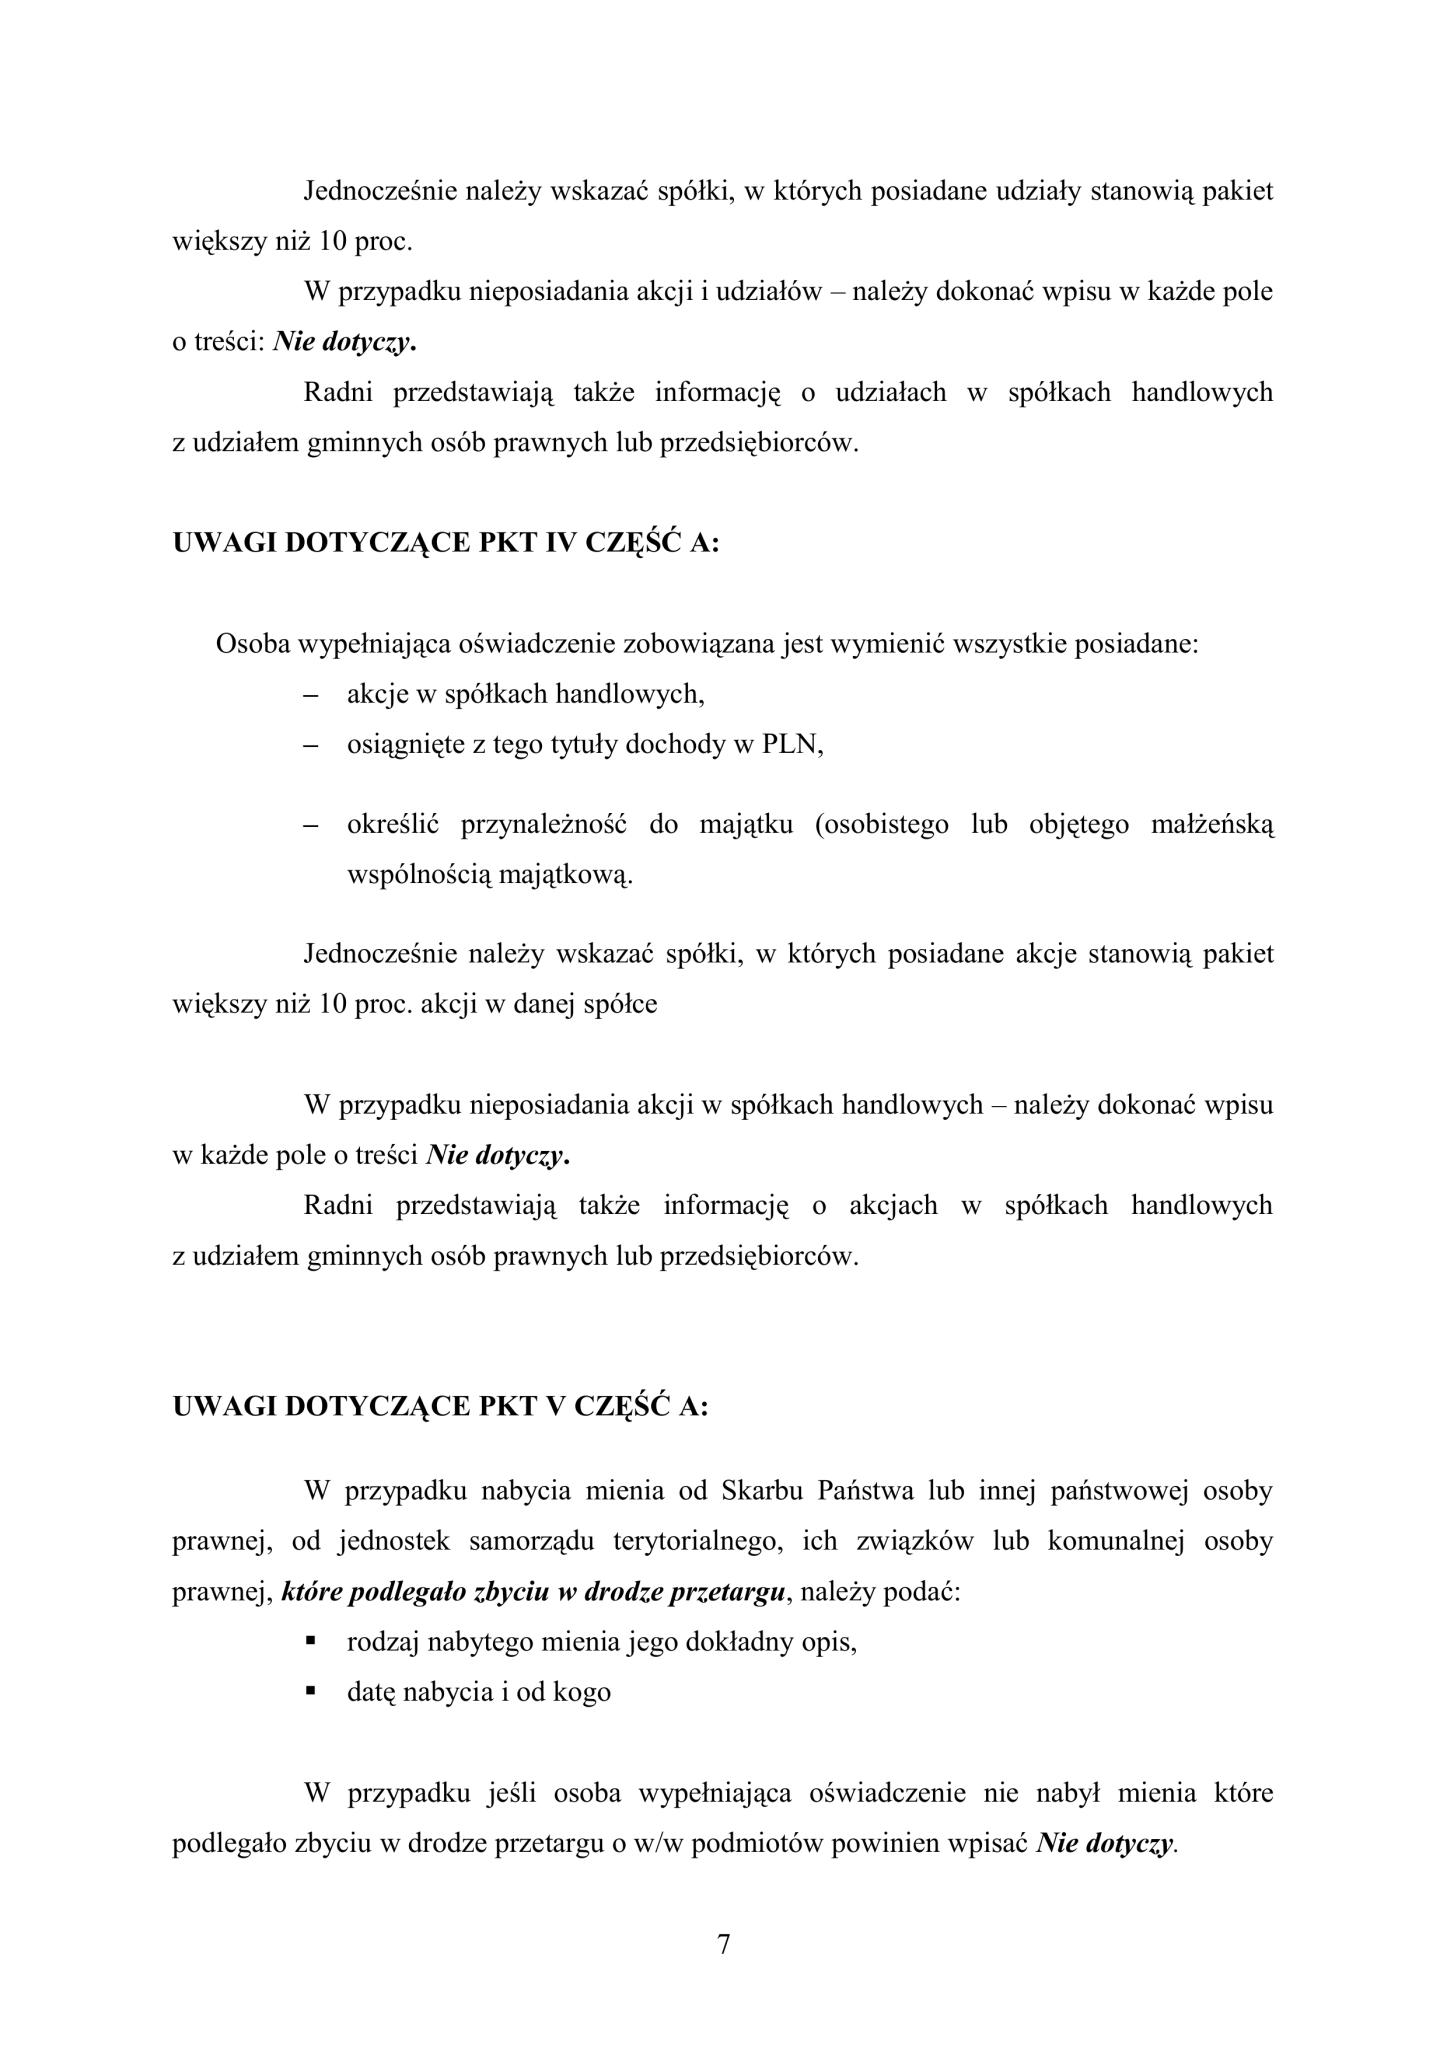 Jednocześnie należy wskazać spółki, w których posiadane udziały stanowią pakiet
większy niż 10 proc.
W przypadku nieposiadania akcji i udziałów – należy dokonać wpisu w każde pole
o treści: Nie dotyczy.
Radni przedstawiają także informację o udziałach w spółkach handlowych
z udziałem gminnych osób prawnych lub przedsiębiorców.
UWAGI DOTYCZĄCE PKT IV CZĘŚĆ A:
Osoba wypełniająca oświadczenie zobowiązana jest wymienić wszystkie posiadane:
– akcje w spółkach handlowych,
– osiągnięte z tego tytuły dochody w PLN,
– określić przynależność do majątku (osobistego lub objętego małżeńską
wspólnością majątkową.
Jednocześnie należy wskazać spółki, w których posiadane akcje stanowią pakiet
większy niż 10 proc. akcji w danej spółce
W przypadku nieposiadania akcji w spółkach handlowych – należy dokonać wpisu
w każde pole o treści Nie dotyczy.
Radni przedstawiają także informację o akcjach w spółkach handlowych
z udziałem gminnych osób prawnych lub przedsiębiorców.
UWAGI DOTYCZĄCE PKT V CZĘŚĆ A:
W przypadku nabycia mienia od Skarbu Państwa lub innej państwowej osoby
prawnej, od jednostek samorządu terytorialnego, ich związków lub komunalnej osoby
prawnej, które podlegało zbyciu w drodze przetargu, należy podać:
▪ rodzaj nabytego mienia jego dokładny opis,
▪ datę nabycia i od kogo
W przypadku jeśli osoba wypełniająca oświadczenie nie nabył mienia które
podlegało zbyciu w drodze przetargu o w/w podmiotów powinien wpisać Nie dotyczy.
7